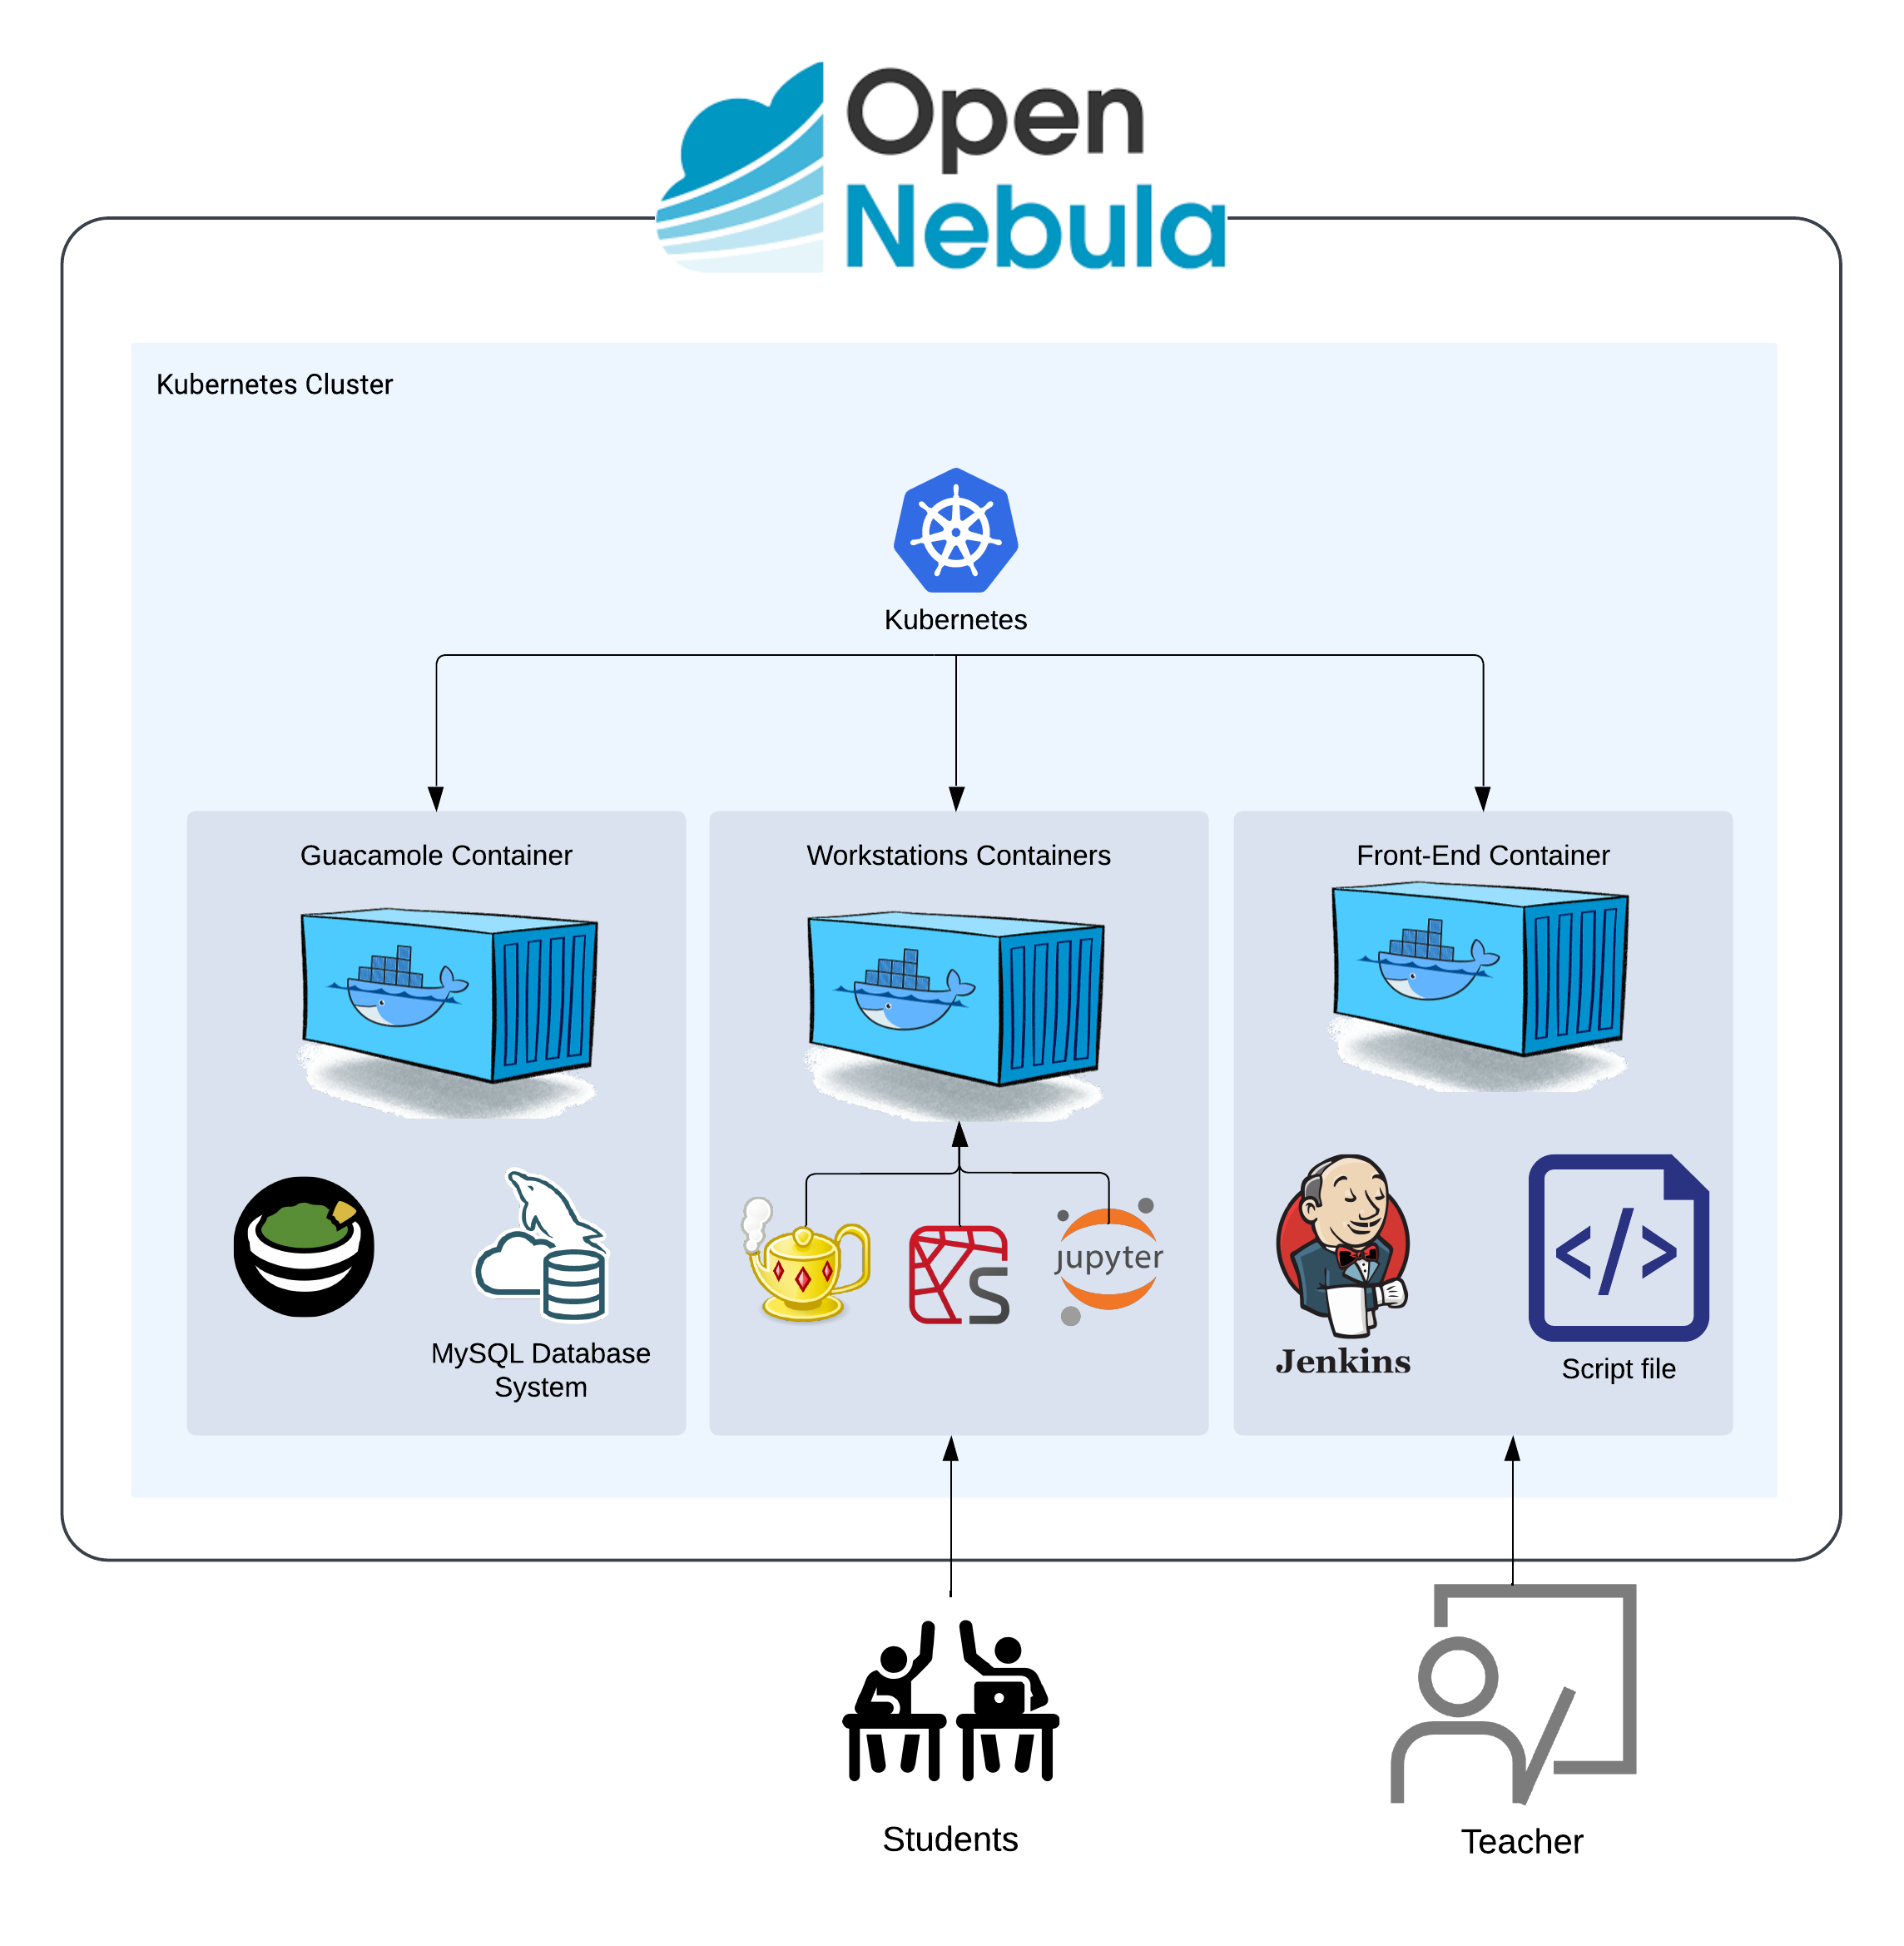 Open
Nebula
Kubernetes Cluster
Kubernetes
Guacamole Container
Workstations Containers
Front-End Container
S
jupyter
MySQL Database
System
Jenkins
</>
Script file
Students
Teacher